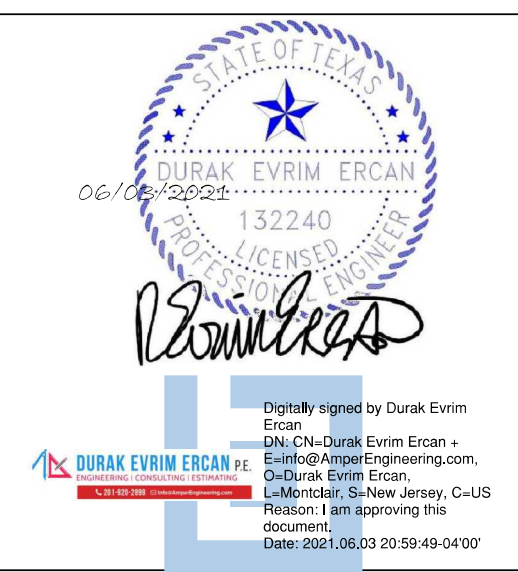 STATE OF TEXAS
DURAK EVRIM ERCAN
06/03/2021
132240
LICENSED
PROFESSIONAL ENGINEER
DURAK EVRIM ERCAN P.E.
ENGINEERING | CONSULTING | ESTIMATING
201-920-2899 Info@AmperEngineering.com
Digitally signed by Durak Evrim
Ercan
DN: CN=Durak Evrim Ercan +
E=info@AmperEngineering.com,
O=Durak Evrim Ercan,
L=Montclair, S=New Jersey, C=US
Reason: I am approving this
document.
Date: 2021.06.03 20:59:49-04'00'